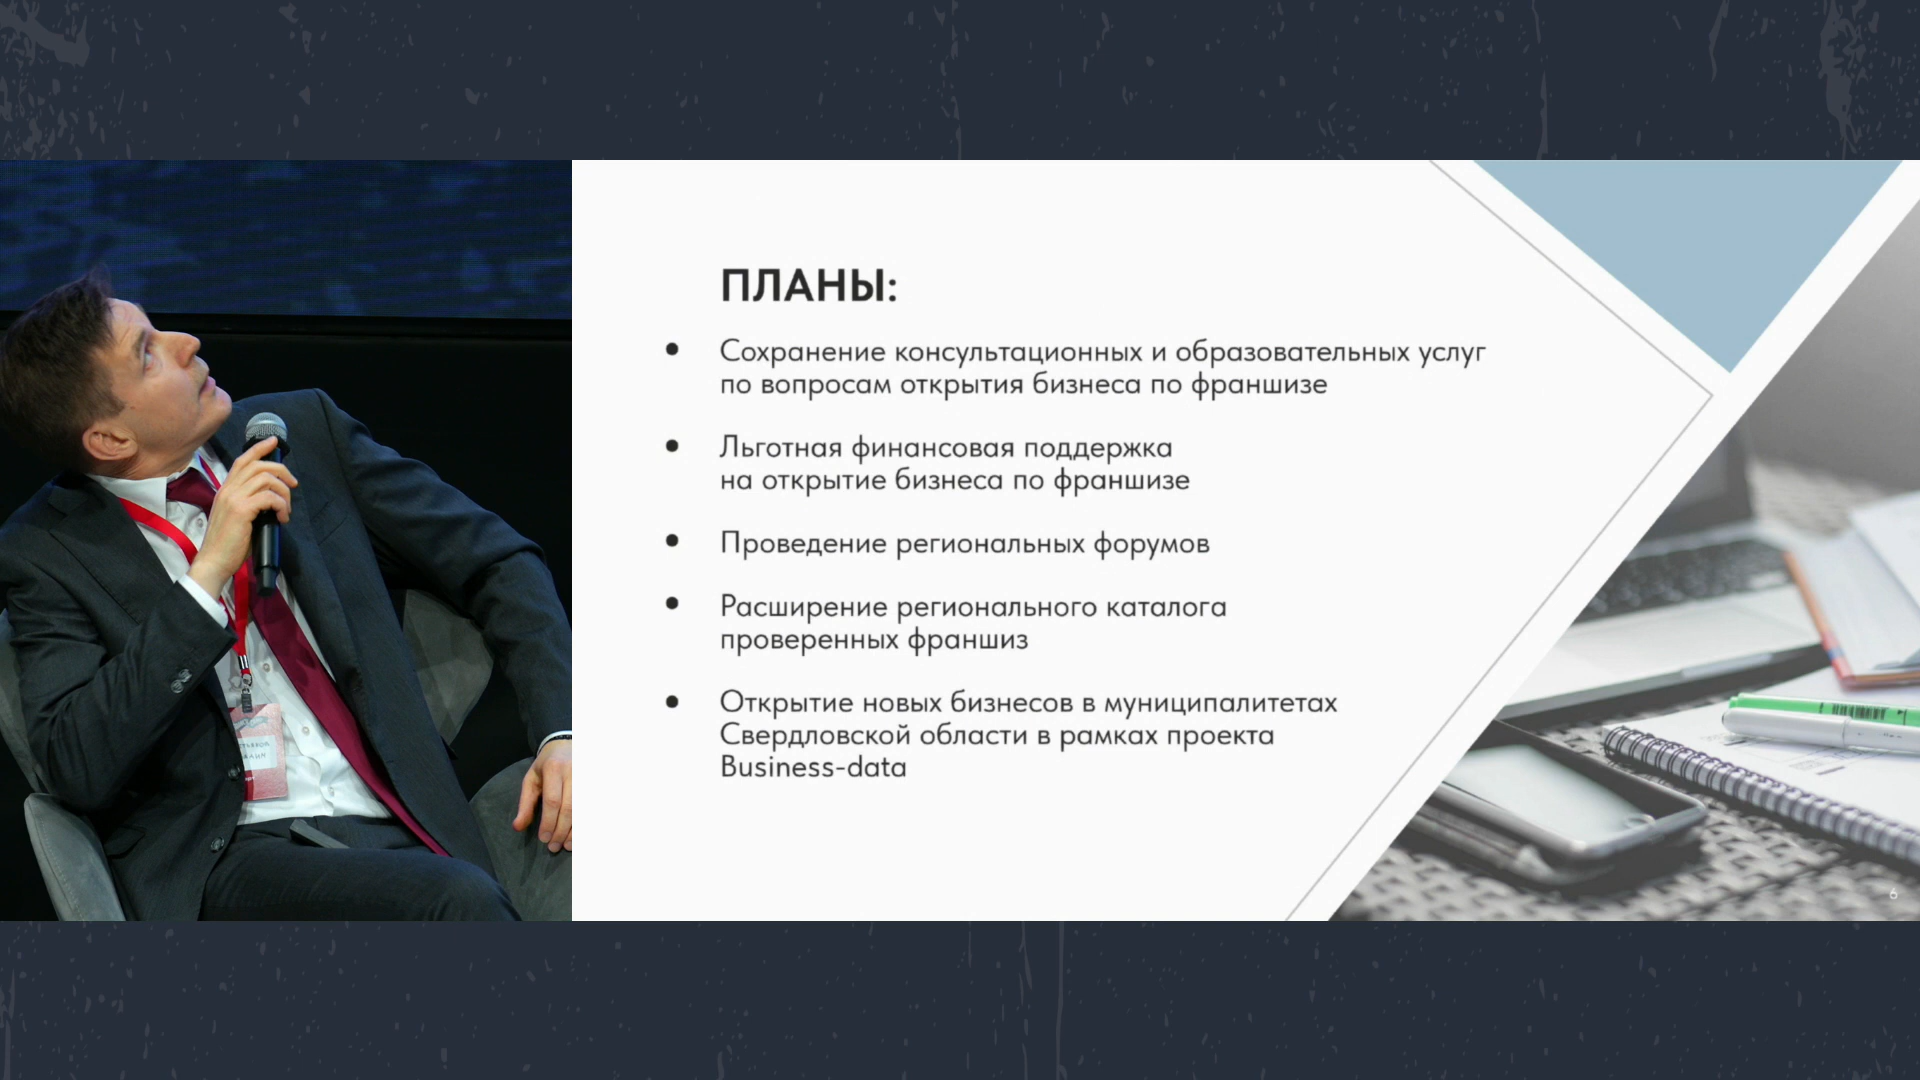 ПЛАНЫ:
Сохранение консультационных и образовательных услуг
по вопросам открытия бизнеса по франшизе
Льготная финансовая поддержка
на открытие бизнеса по франшизе
Проведение региональных форумов
Расширение регионального каталога
проверенных франшиз
Открытие новых бизнесов в муниципалитетах
Свердловской области в рамках проекта
Business-data
6